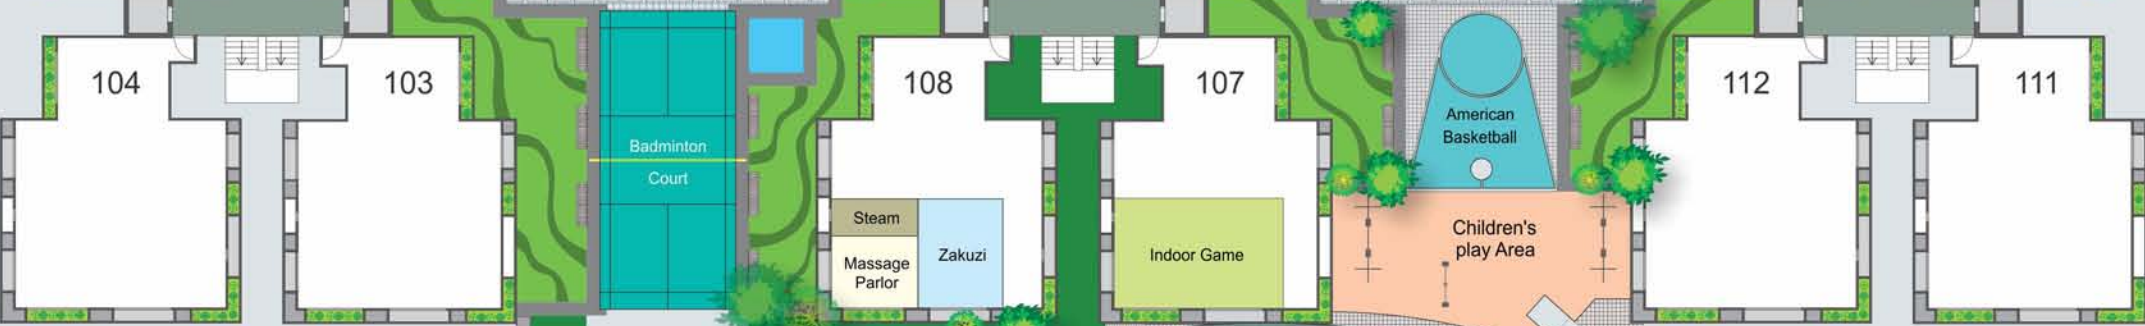 104
103
Badminton
Court
108
107
Steam
Massage
Parlor
Zakuzi
Indoor Game
American
Basketball
Children's
play Area
112
111